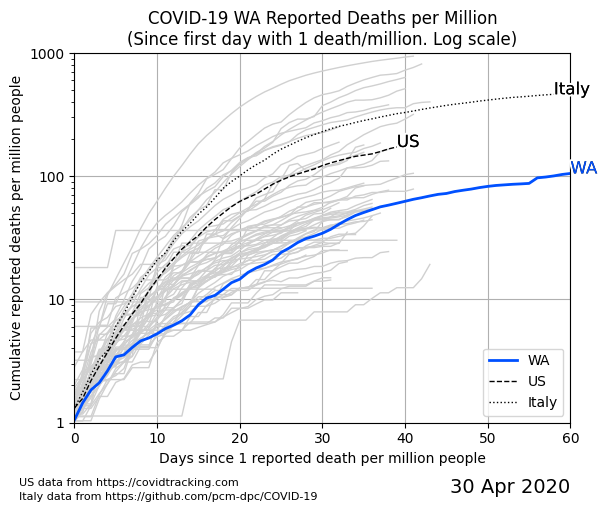 COVID-19 WA Reported Deaths per Million
(Since first day with 1 death/million. Log scale)
Cumulative reported deaths per million people
1000
100
10
1
Italy
US
WA
WA
US
Italy
0
10
20
30
40
50
60
Days since 1 reported death per million people
US data from https://covidtracking.com
Italy data from https://github.com/pcm-dpc/COVID-19
30 Apr 2020